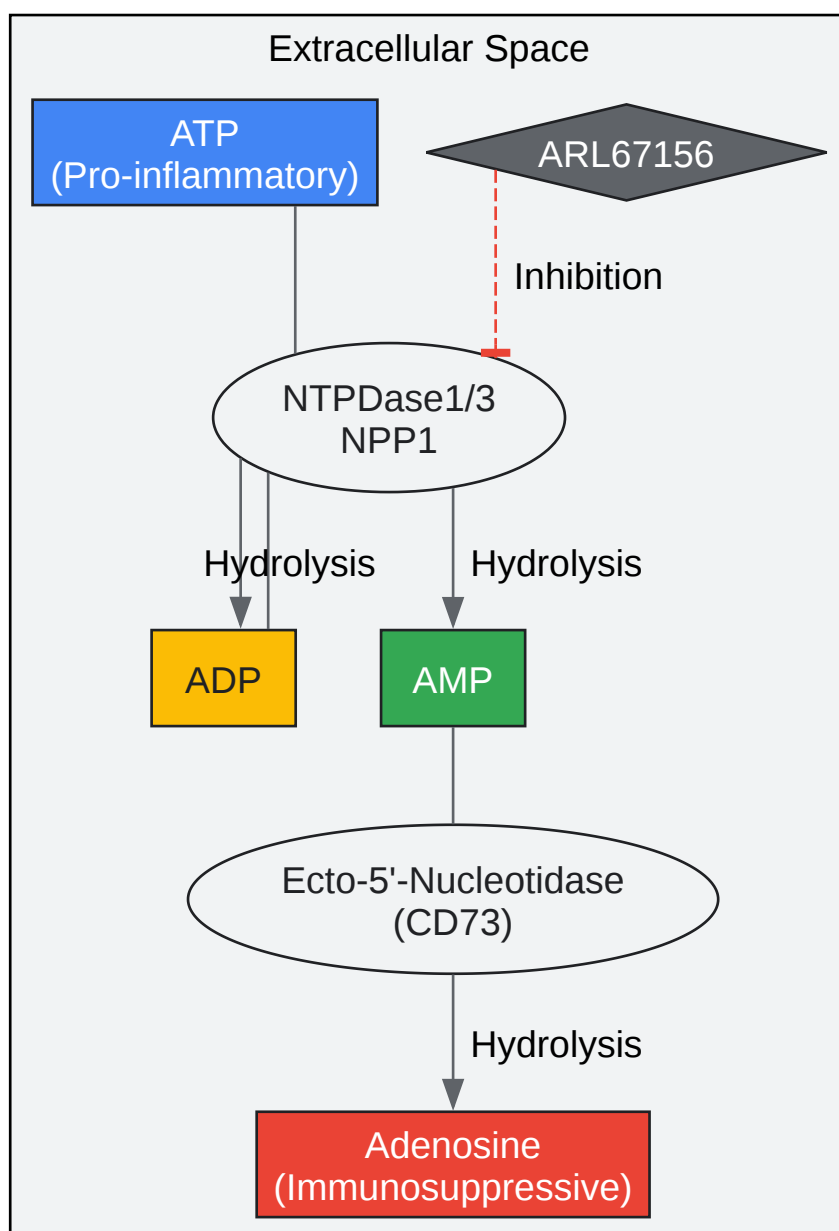 Extracellular Space
ATP
(Pro-inflammatory)
ARL67156
Inhibition
NTPDase1/3
NPP1
Hydrolysis
Hydrolysis
ADP
AMP
Ecto-5'-Nucleotidase
(CD73)
Hydrolysis
Adenosine
(Immunosuppressive)